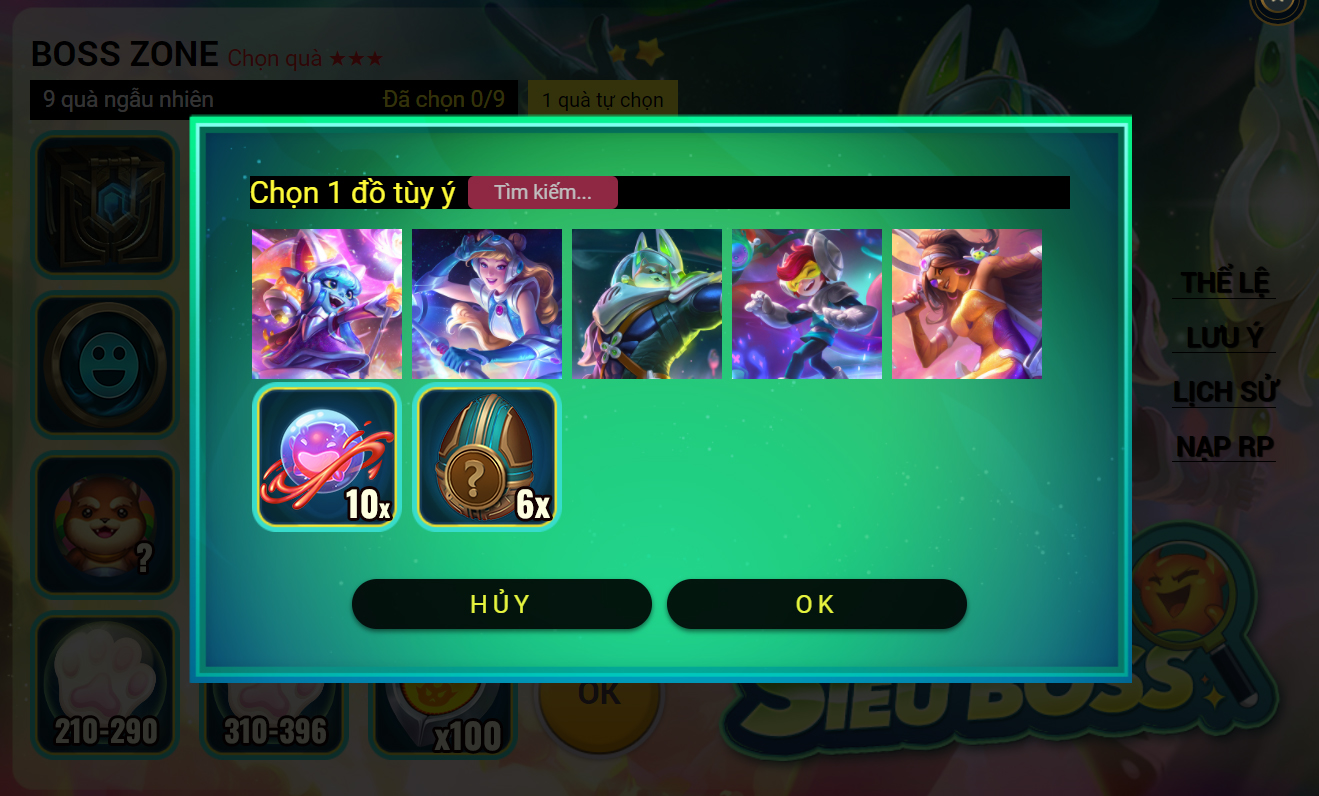 BOSS ZONE Chọn quà ★★★
9 quà ngẫu nhiên Đã chọn 0/9 1 quà tự chọn
Chọn 1 đồ tùy ý Tìm kiếm...
THỂ LỆ
LƯU Ý
LỊCH SỬ
NẠP RP
10x
? 6x
?
HỦY OK
210-290 310-396 x100 OK
SIÊU BOSS